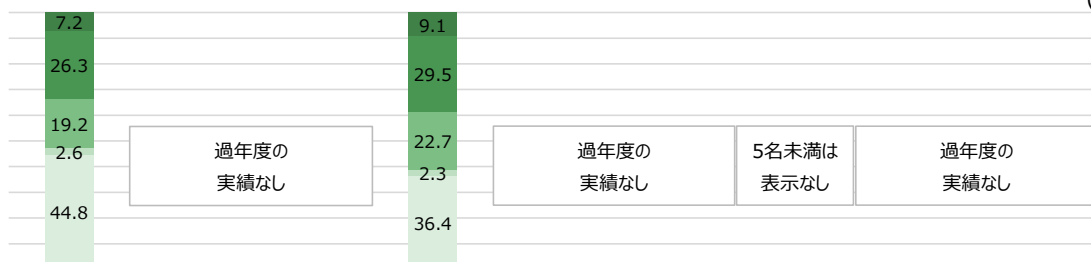 7.2
26.3
19.2
2.6
44.8
過年度の
実績なし
9.1
29.5
22.7
2.3
36.4
過年度の
実績なし
5名未満は
表示なし
過年度の
実績なし